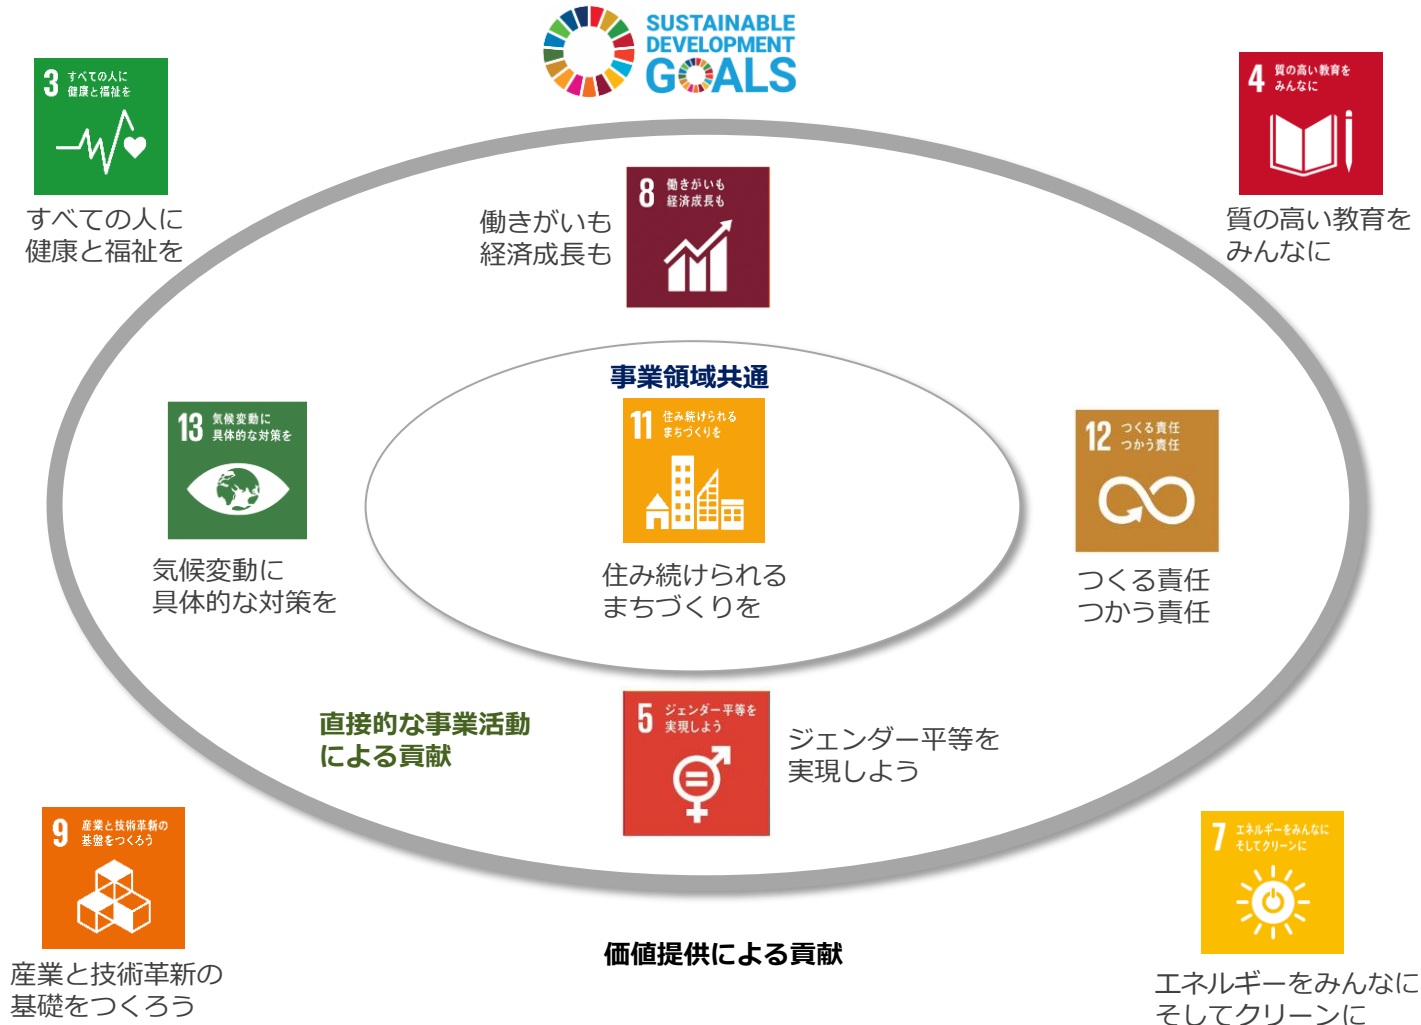 SUSTAINABLE
DEVELOPMENT
GOALS
3 すべての人に
健康と福祉を
すべての人に
健康と福祉を
4 質の高い教育を
みんなに
質の高い教育を
みんなに
働きがいも
経済成長も
8 働きがいも
経済成長も
事業領域共通
11 住み続けられる
まちづくりを
住み続けられる
まちづくりを
13 気候変動に
具体的な対策を
気候変動に
具体的な対策を
12 つくる責任
つかう責任
つくる責任
つかう責任
直接的な事業活動
による貢献
5 ジェンダー平等を
実現しよう
ジェンダー平等を
実現しよう
9 産業と技術革新の
基盤をつくろう
産業と技術革新の
基礎をつくろう
価値提供による貢献
7 エネルギーをみんなに
そしてクリーンに
エネルギーをみんなに
そしてクリーンに